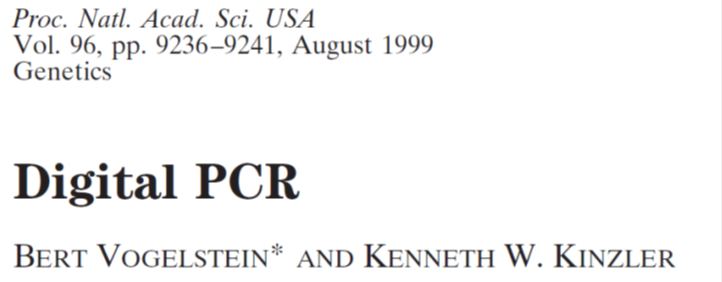 Proc. Natl. Acad. Sci. USA
Vol. 96, pp. 9236–9241, August 1999
Genetics
Digital PCR
BERT VOGELSTEIN* AND KENNETH W. KINZLER